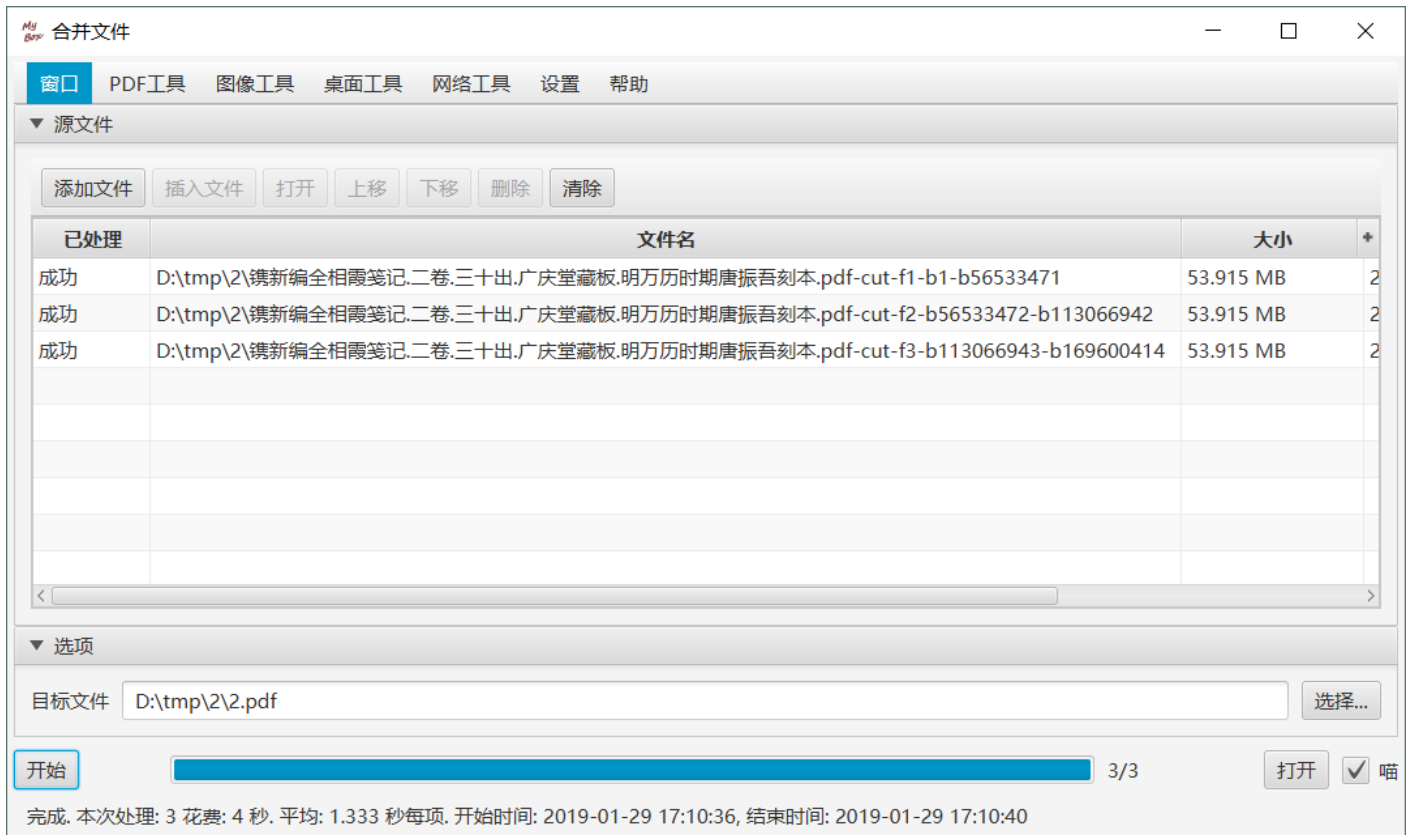 My Box 合并文件
窗口 PDF工具 图像工具 桌面工具 网络工具 设置 帮助
源文件
添加文件 插入文件 打开 上移 下移 删除 清除
已处理 文件名 大小 +
成功 D:\tmp\2\镌新编全相霞笺记.二卷.三十出.广庆堂藏板.明万历时期唐振吾刻本.pdf-cut-f1-b1-b56533471 53.915 MB 2
成功 D:\tmp\2\镌新编全相霞笺记.二卷.三十出.广庆堂藏板.明万历时期唐振吾刻本.pdf-cut-f2-b56533472-b113066942 53.915 MB 2
成功 D:\tmp\2\镌新编全相霞笺记.二卷.三十出.广庆堂藏板.明万历时期唐振吾刻本.pdf-cut-f3-b113066943-b169600414 53.915 MB 2
选项
目标文件 D:\tmp\2\2.pdf 选择...
开始 3/3 打开 喵
完成. 本次处理: 3 花费: 4 秒. 平均: 1.333 秒每项. 开始时间: 2019-01-29 17:10:36, 结束时间: 2019-01-29 17:10:40